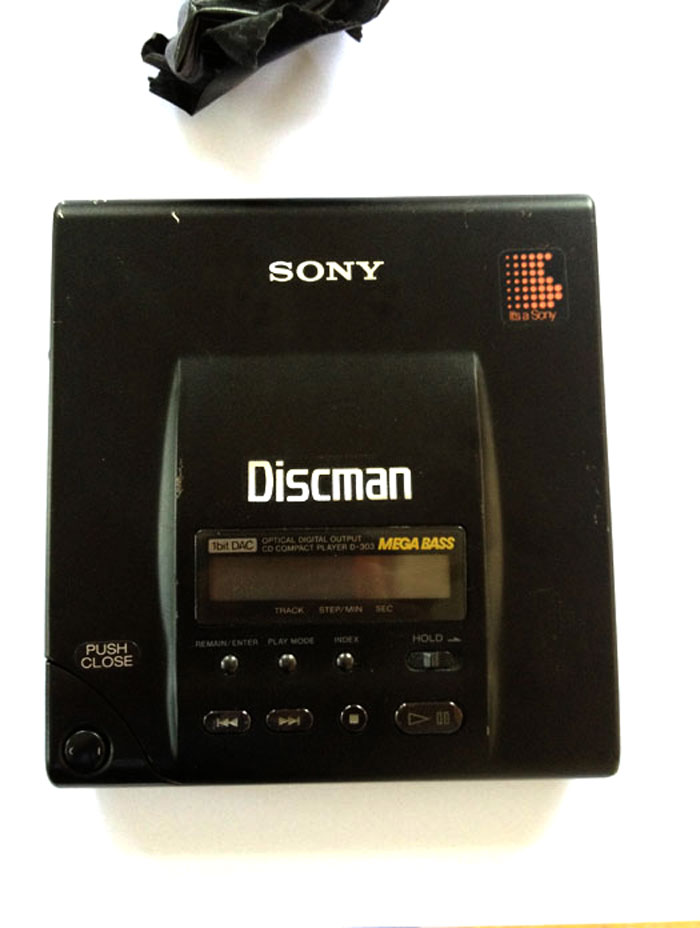 SONY
It's a Sony
Discman
1bit DAC
OPTICAL DIGITAL OUTPUT
CD COMPACT PLAYER D-303
MEGA BASS
TRACK STEP/MIN SEC
REMAIN/ENTER PLAY MODE INDEX HOLD
PUSH
CLOSE